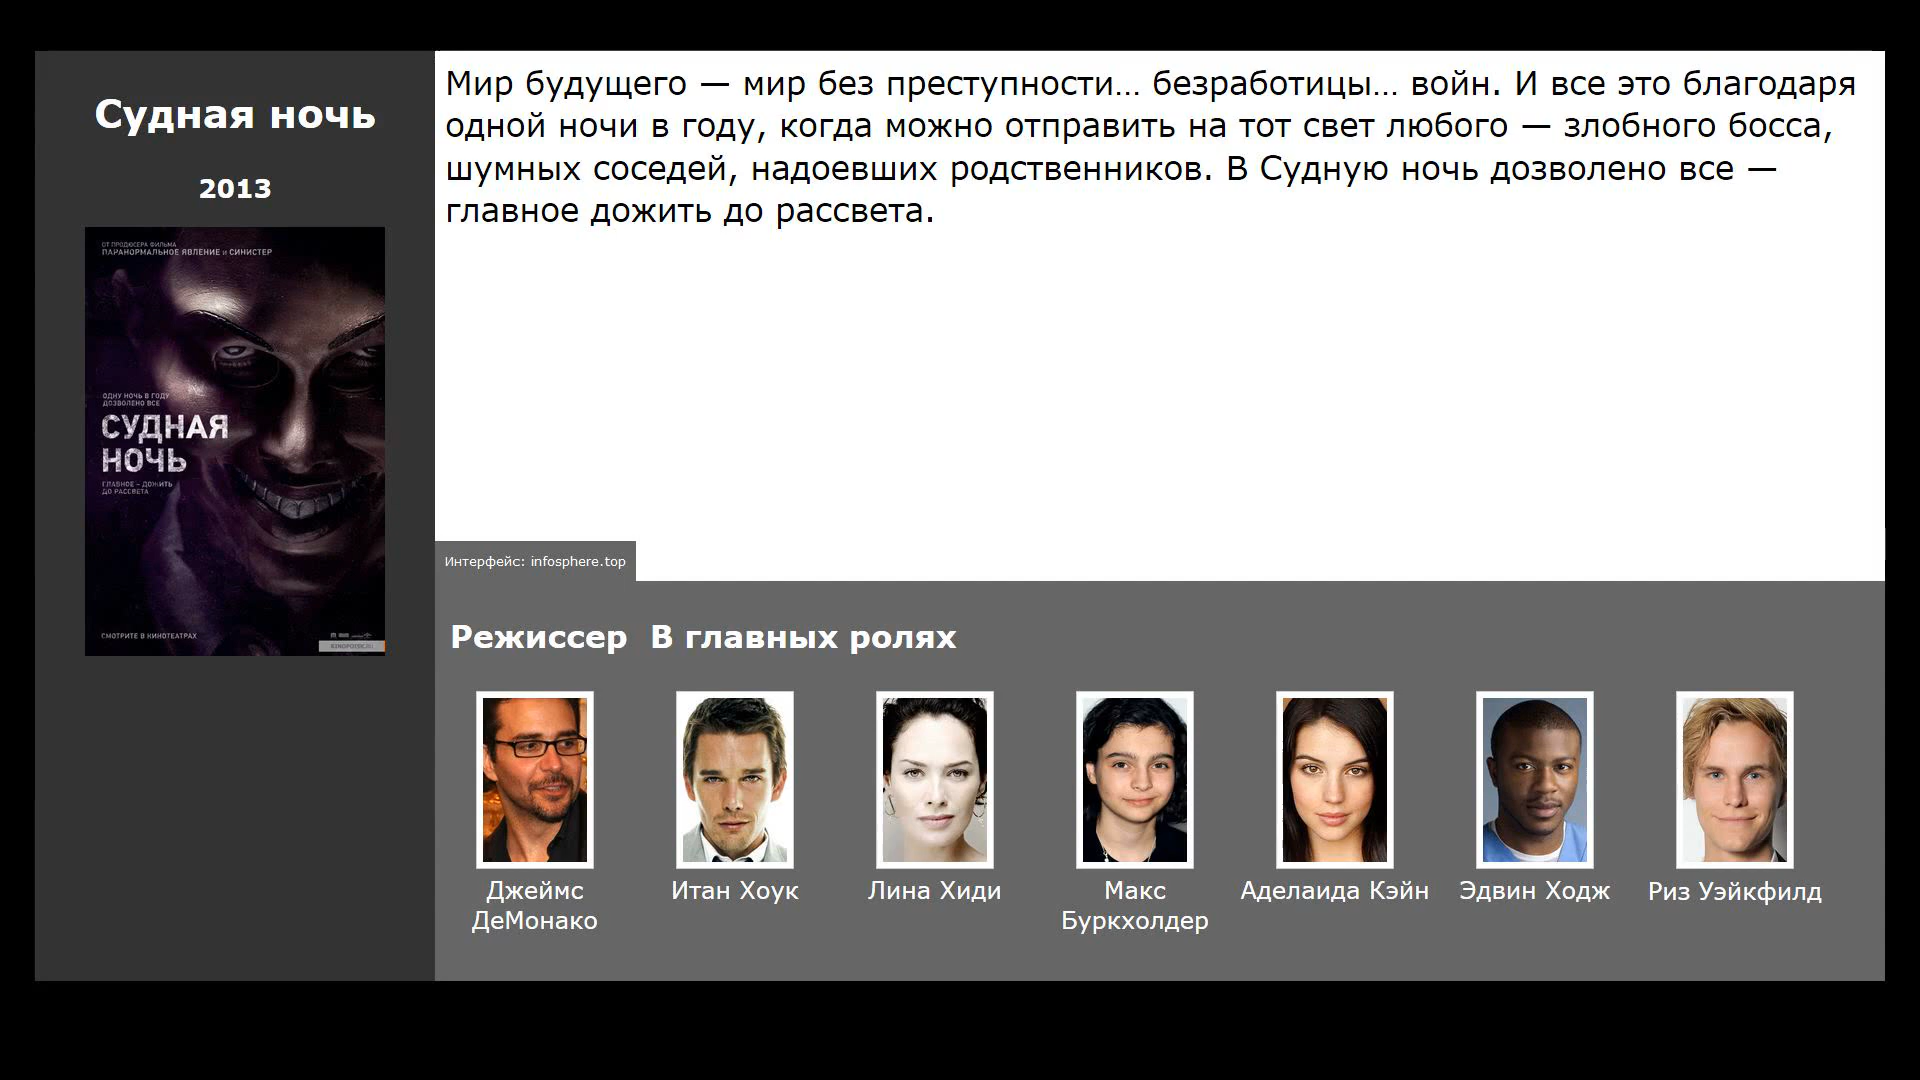 Судная ночь
2013
ОТ ПРОДЮСЕРА ФИЛЬМА
ПАРАНОРМАЛЬНОЕ ЯВЛЕНИЕ и СИНИСТЕР
ОДНУ НОЧЬ В ГОДУ
ДОЗВОЛЕНО ВСЕ
СУДНАЯ
НОЧЬ
ГЛАВНОЕ – ДОЖИТЬ
ДО РАССВЕТА
СМОТРИТЕ В КИНОТЕАТРАХ
KINOPOISK.RU
Мир будущего — мир без преступности… безработицы… войн. И все это благодаря
одной ночи в году, когда можно отправить на тот свет любого — злобного босса,
шумных соседей, надоевших родственников. В Судную ночь дозволено все —
главное дожить до рассвета.
Интерфейс: infosphere.top
Режиссер В главных ролях
Джеймс
ДеМонако
Итан Хоук
Лина Хиди
Макс
Буркхолдер
Аделаида Кэйн
Эдвин Ходж
Риз Уэйкфилд